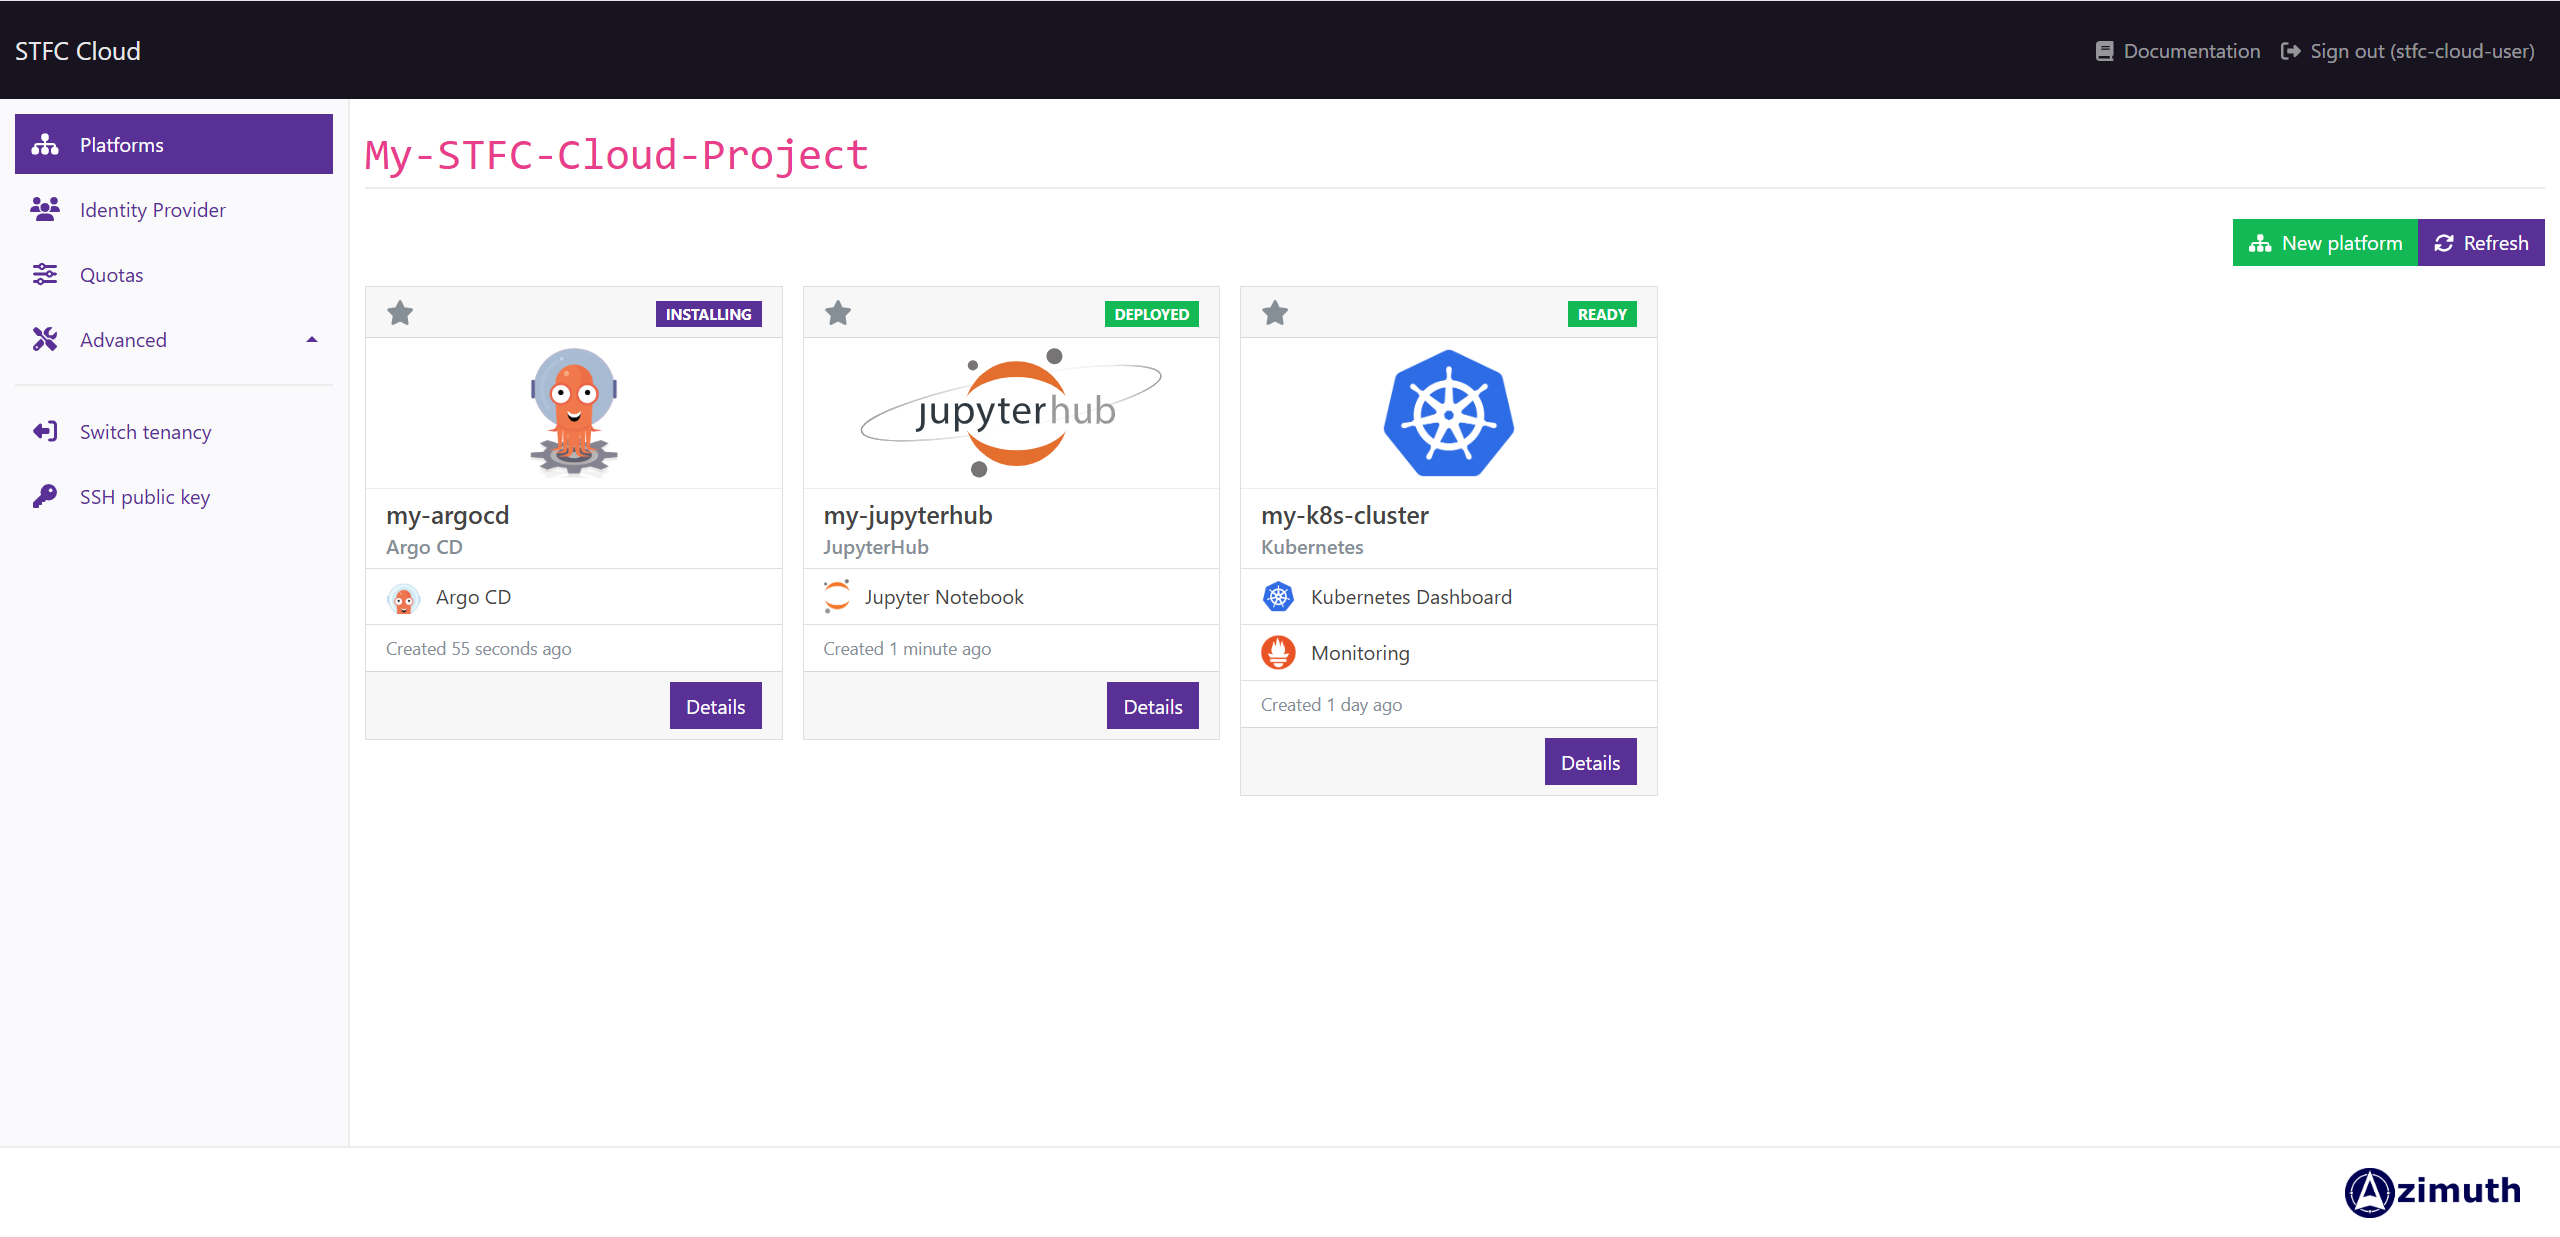 STFC Cloud
Documentation
Sign out (stfc-cloud-user)
Platforms
Identity Provider
Quotas
Advanced
Switch tenancy
SSH public key
My-STFC-Cloud-Project
New platform
Refresh
INSTALLING
my-argocd
Argo CD
Argo CD
Created 55 seconds ago
Details
DEPLOYED
jupyterhub
my-jupyterhub
JupyterHub
Jupyter Notebook
Created 1 minute ago
Details
READY
my-k8s-cluster
Kubernetes
Kubernetes Dashboard
Monitoring
Created 1 day ago
Details
Azimuth